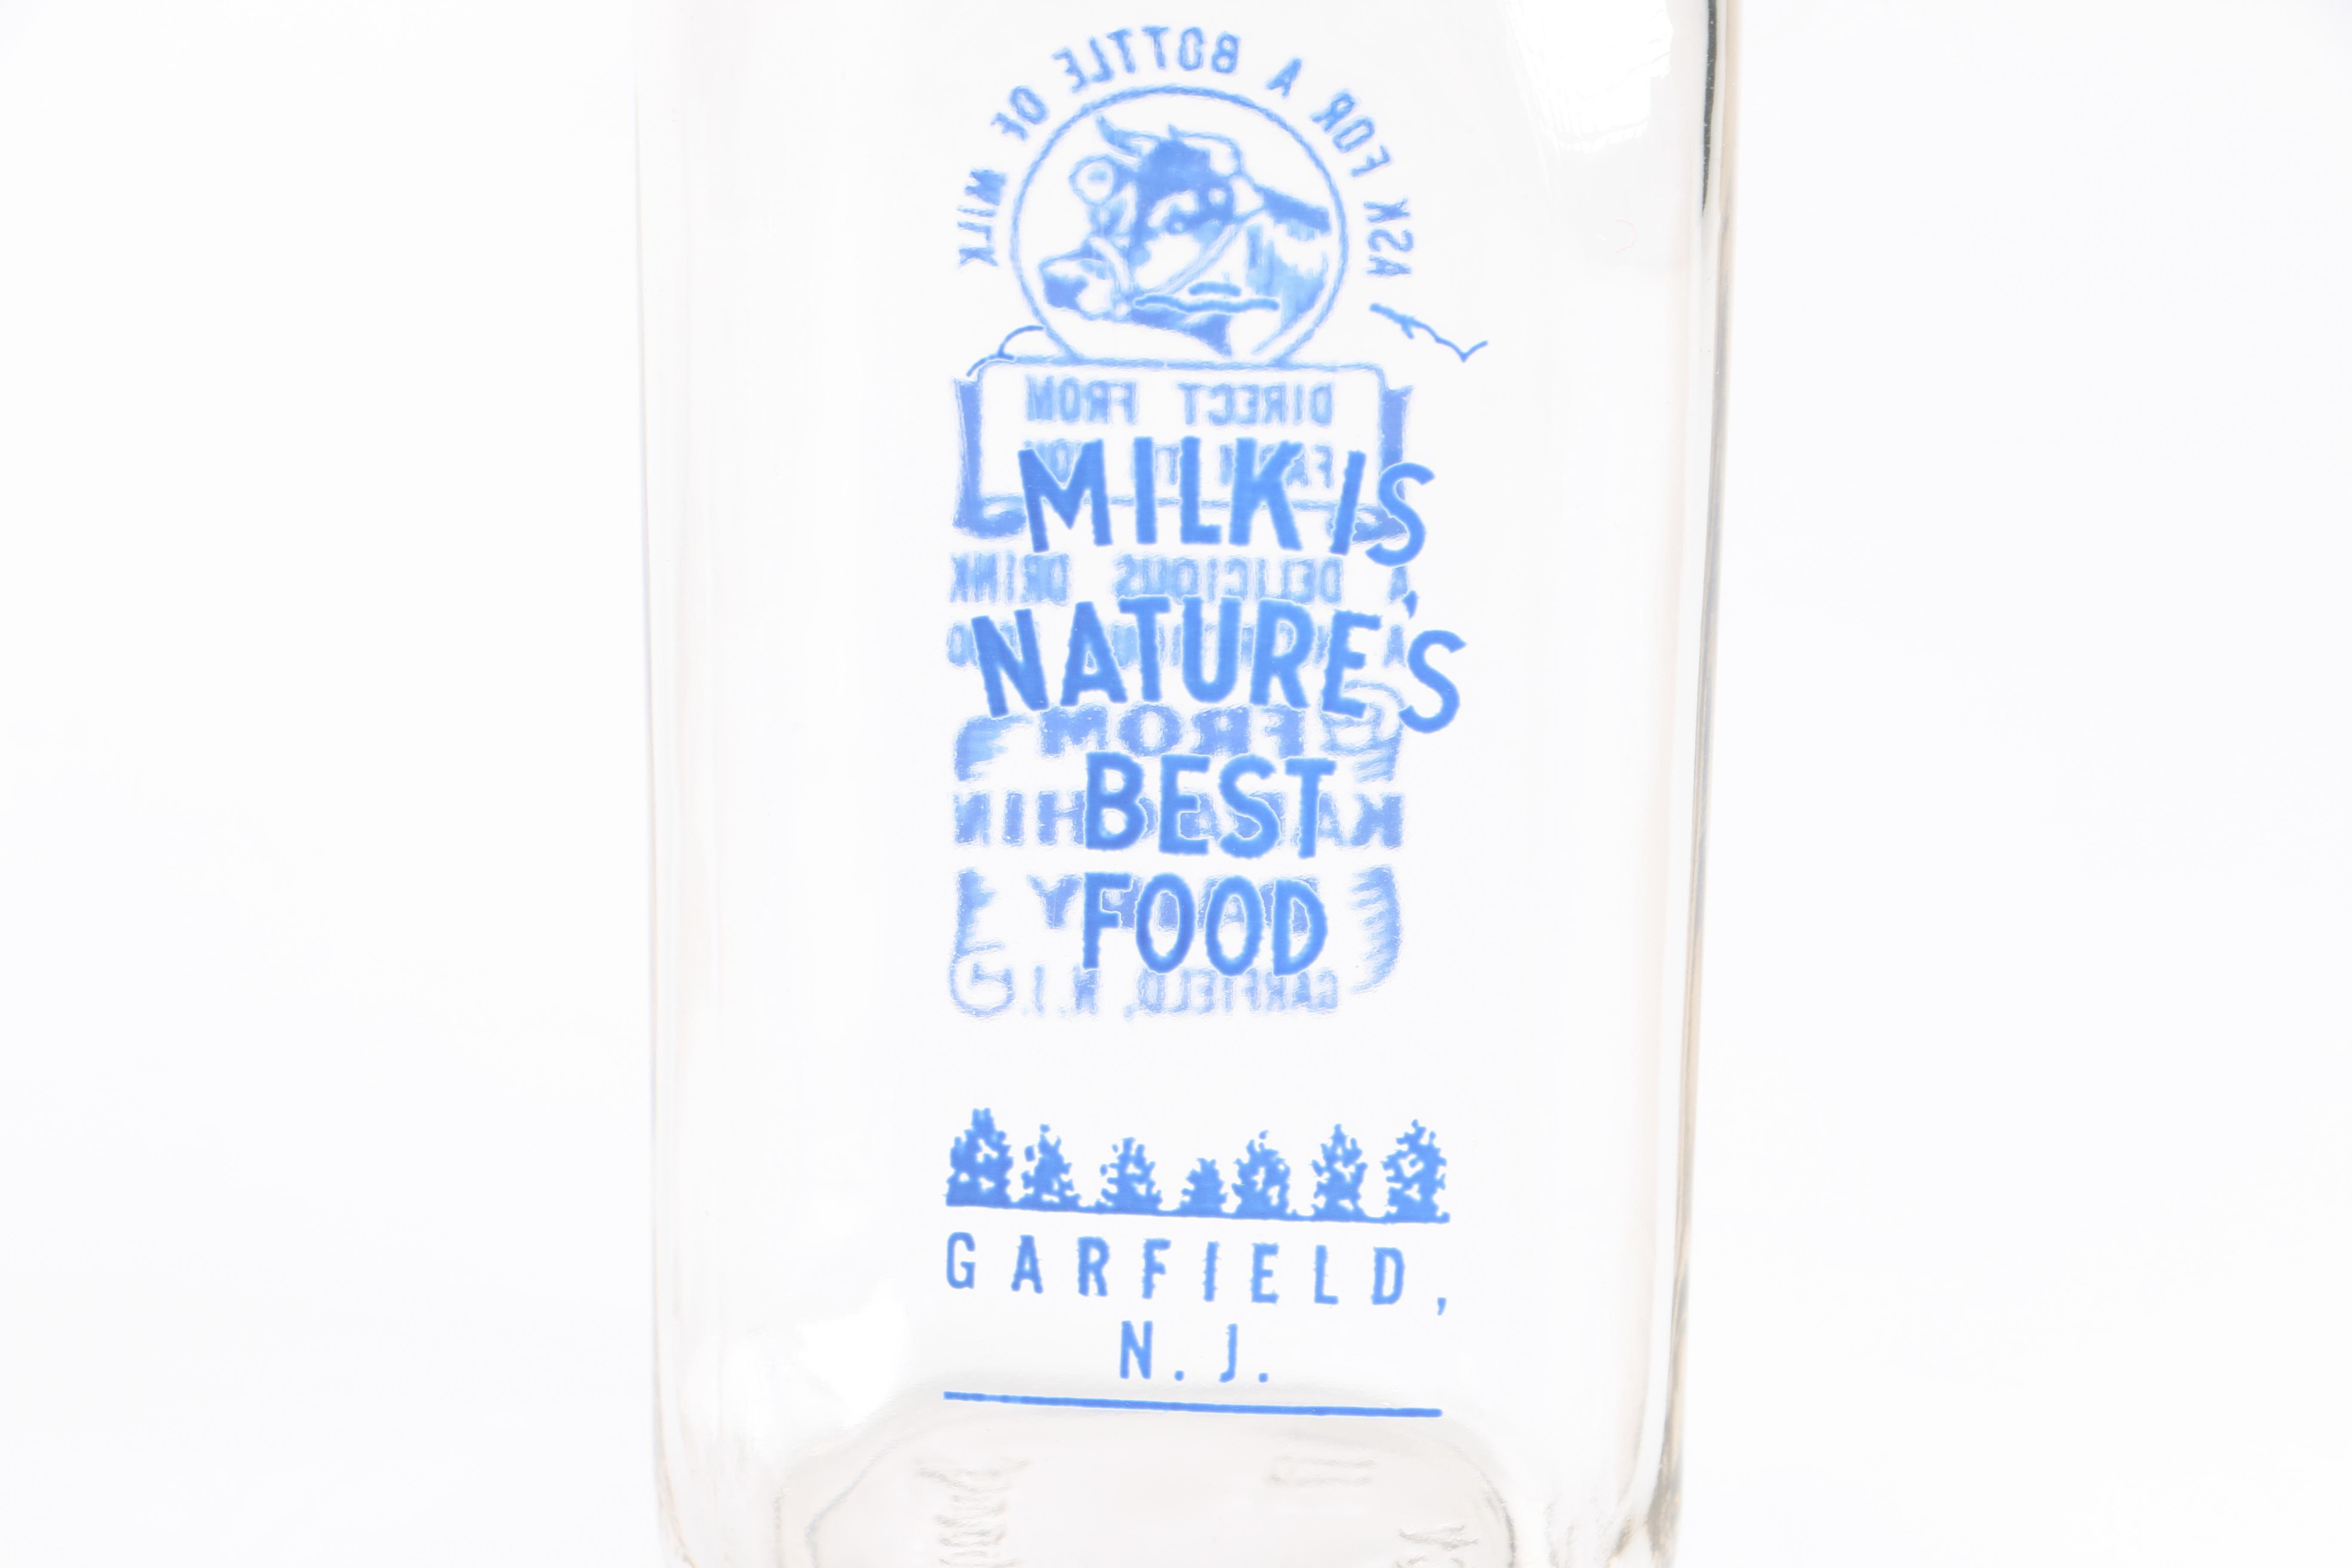 ASK FOR A BOTTLE OF MILK
DIRECT FROM
MILK IS
A DELICIOUS DRINK
NATURE'S
FROM
BEST
FOOD
GARFIELD, N.J.
GARFIELD,
N.J.